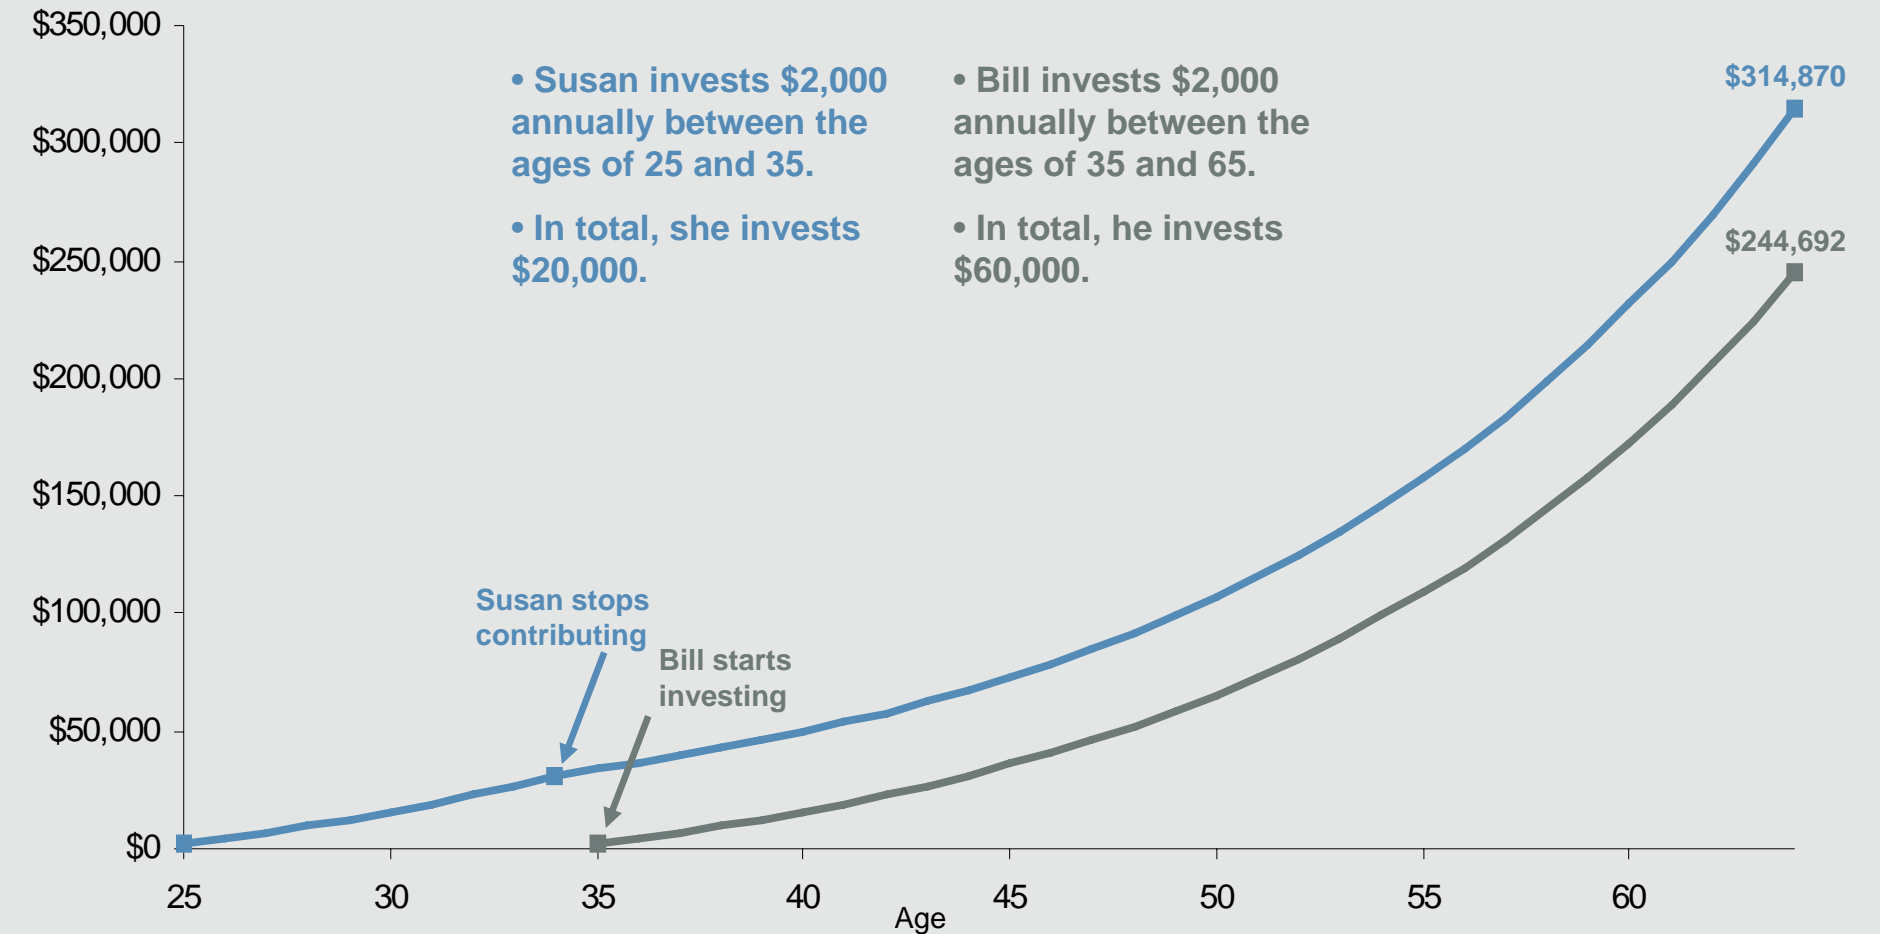 $350,000
$300,000
$250,000
$200,000
$150,000
$100,000
$50,000
$0
• Susan invests $2,000
annually between the
ages of 25 and 35.
• In total, she invests
$20,000.
• Bill invests $2,000
annually between the
ages of 35 and 65.
• In total, he invests
$60,000.
$314,870
$244,692
Susan stops
contributing
Bill starts
investing
25 30 35 40 45 50 55 60
Age